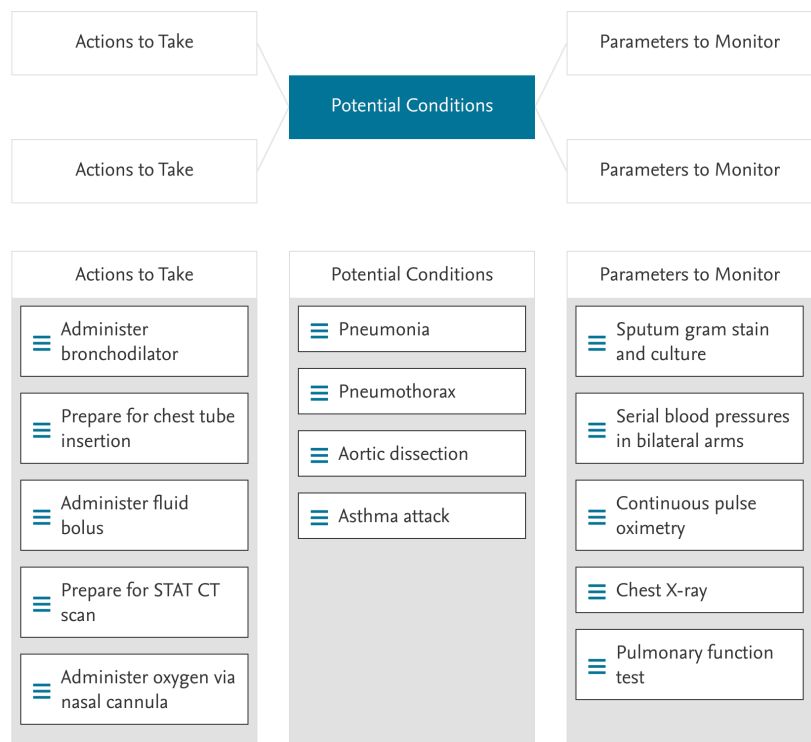 Actions to Take
Parameters to Monitor
Potential Conditions
Actions to Take
Parameters to Monitor
Actions to Take
Administer
bronchodilator
Prepare for chest tube
insertion
Administer fluid
bolus
Prepare for STAT CT
scan
Administer oxygen via
nasal cannula
Potential Conditions
Pneumonia
Pneumothorax
Aortic dissection
Asthma attack
Parameters to Monitor
Sputum gram stain
and culture
Serial blood pressures
in bilateral arms
Continuous pulse
oximetry
Chest X-ray
Pulmonary function
test